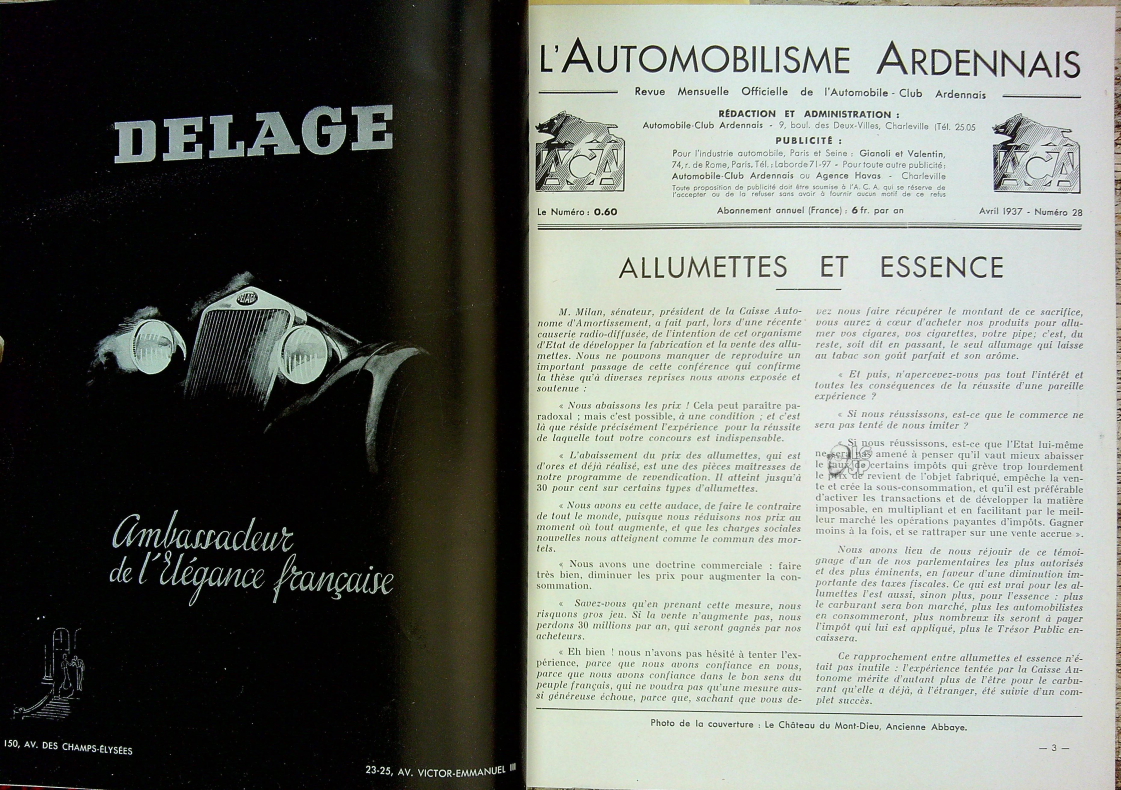 DELAGE
DELAGE
Ambassadeur
de l'Élégance française
150, AV. DES CHAMPS-ÉLYSÉES
23-25, AV. VICTOR-EMMANUEL III
L'AUTOMOBILISME ARDENNAIS
Revue Mensuelle Officielle de l'Automobile - Club Ardennais
RÉDACTION ET ADMINISTRATION :
Automobile-Club Ardennais - 9, boul. des Deux-Villes, Charleville (Tél. 25.05
PUBLICITÉ :
Pour l'industrie automobile, Paris et Seine : Gianoli et Valentin,
74, r. de Rome, Paris. Tél. : Laborde 71-97 - Pour toute autre publicité :
Automobile-Club Ardennais ou Agence Havas - Charleville
Toute proposition de publicité doit être soumise à l'A. C. A. qui se réserve de
l'accepter ou de la refuser sans avoir à fournir aucun motif de ce refus
ACA
ACA
Le Numéro : 0.60
Abonnement annuel (France) : 6 fr. par an
Avril 1937 - Numéro 28
ALLUMETTES ET ESSENCE
M. Milan, sénateur, président de la Caisse Auto-
nome d'Amortissement, a fait part, lors d'une récente
causerie radio-diffusée, de l'intention de cet organisme
d'Etat de développer la fabrication et la vente des allu-
mettes. Nous ne pouvons manquer de reproduire un
important passage de cette conférence qui confirme
la thèse qu'à diverses reprises nous avons exposée et
soutenue :
« Nous abaissons les prix ! Cela peut paraître pa-
radoxal ; mais c'est possible, à une condition ; et c'est
là que réside précisément l'expérience pour la réussite
de laquelle tout votre concours est indispensable.
« L'abaissement du prix des allumettes, qui est
d'ores et déjà réalisé, est une des pièces maîtresses de
notre programme de revendication. Il atteint jusqu'à
30 pour cent sur certains types d'allumettes.
« Nous avons eu cette audace, de faire le contraire
de tout le monde, puisque nous réduisons nos prix au
moment où tout augmente, et que les charges sociales
nouvelles nous atteignent comme le commun des mor-
tels.
« Nous avons une doctrine commerciale : faire
très bien, diminuer les prix pour augmenter la con-
sommation.
« Savez-vous qu'en prenant cette mesure, nous
risquons gros jeu. Si la vente n'augmente pas, nous
perdons 30 millions par an, qui seront gagnés par nos
acheteurs.
« Eh bien ! nous n'avons pas hésité à tenter l'ex-
périence, parce que nous avons confiance en vous,
parce que nous avons confiance dans le bon sens du
peuple français, qui ne voudra pas qu'une mesure aus-
si généreuse échoue, parce que, sachant que vous de-
vez nous faire récupérer le montant de ce sacrifice,
vous aurez à cœur d'acheter nos produits pour allu-
mer vos cigares, vos cigarettes, votre pipe; c'est, du
reste, soit dit en passant, le seul allumage qui laisse
au tabac son goût parfait et son arôme.
« Et puis, n'apercevez-vous pas tout l'intérêt et
toutes les conséquences de la réussite d'une pareille
expérience ?
« Si nous réussissons, est-ce que le commerce ne
sera pas tenté de nous imiter ?
Si nous réussissons, est-ce que l'Etat lui-même
ne sera pas amené à penser qu'il vaut mieux abaisser
le taux de certains impôts qui grève trop lourdement
le prix de revient de l'objet fabriqué, empêche la ven-
te et crée la sous-consommation, et qu'il est préférable
d'activer les transactions et de développer la matière
imposable, en multipliant et en facilitant par le meil-
leur marché les opérations payantes d'impôts. Gagner
moins à la fois, et se rattraper sur une vente accrue ».
Nous avons lieu de nous réjouir de ce témoi-
gnage d'un de nos parlementaires les plus autorisés
et des plus éminents, en faveur d'une diminution im-
portante des taxes fiscales. Ce qui est vrai pour les al-
lumettes l'est aussi, sinon plus, pour l'essence : plus
le carburant sera bon marché, plus les automobilistes
en consommeront, plus nombreux ils seront à payer
l'impôt qui lui est appliqué, plus le Trésor Public en-
caissera.
Ce rapprochement entre allumettes et essence n'é-
tait pas inutile : l'expérience tentée par la Caisse Au-
tonome mérite d'autant plus de l'être pour le carbu-
rant qu'elle a déjà, à l'étranger, été suivie d'un com-
plet succès.
Photo de la couverture : Le Château du Mont-Dieu, Ancienne Abbaye.
— 3 —